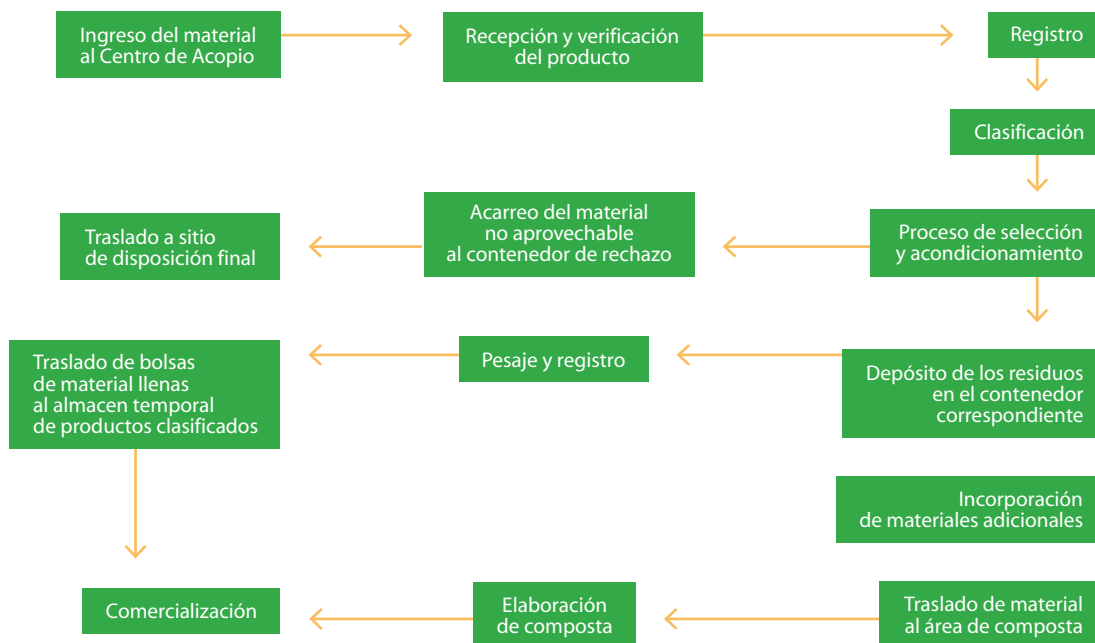 Ingreso del material
al Centro de Acopio
Recepción y verificación
del producto
Registro
Clasificación
Proceso de selección
y acondicionamiento
Acarreo del material
no aprovechable
al contenedor de rechazo
Traslado a sitio
de disposición final
Depósito de los residuos
en el contenedor
correspondiente
Pesaje y registro
Traslado de bolsas
de material llenas
al almacen temporal
de productos clasificados
Incorporación
de materiales adicionales
Traslado de material
al área de composta
Elaboración
de composta
Comercialización